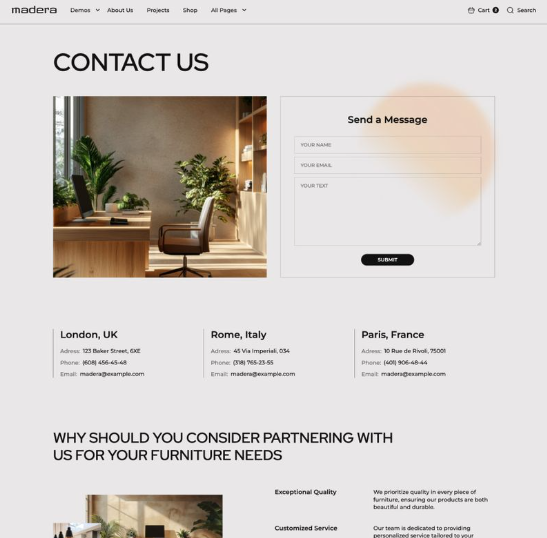 madera
Demos
About Us
Projects
Shop
All Pages
Cart 2
Search
CONTACT US
Send a Message
YOUR NAME
YOUR EMAIL
YOUR TEXT
SUBMIT
London, UK
Adress: 123 Baker Street, 6XE
Phone: (608) 456-45-48
Email: madera@example.com
Rome, Italy
Adress: 45 Via Imperiali, 034
Phone: (318) 765-23-55
Email: madera@example.com
Paris, France
Adress: 10 Rue de Rivoli, 75001
Phone: (401) 906-48-44
Email: madera@example.com
WHY SHOULD YOU CONSIDER PARTNERING WITH
US FOR YOUR FURNITURE NEEDS
Exceptional Quality
We prioritize quality in every piece of
furniture, ensuring our products are both
beautiful and durable.
Customized Service
Our team is dedicated to providing
personalized service tailored to your